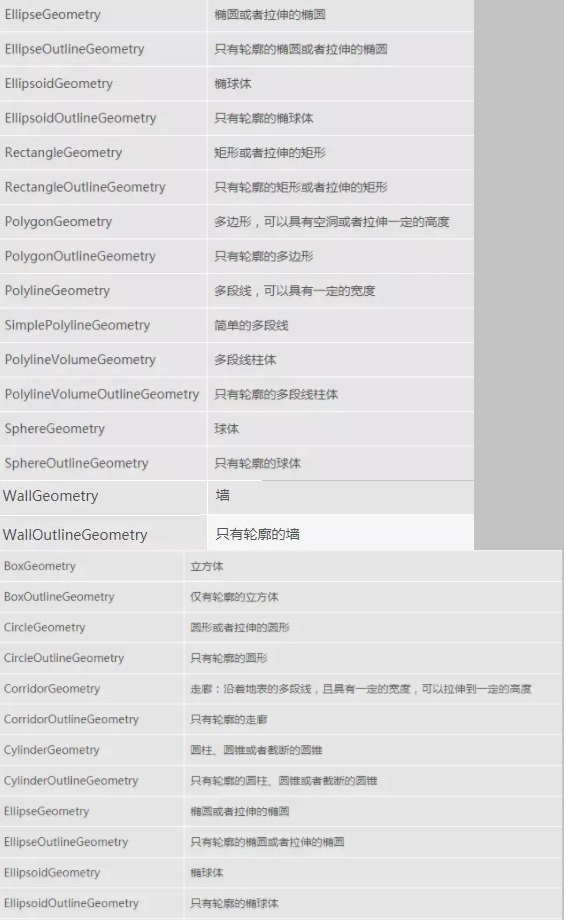 EllipseGeometry 椭圆或者拉伸的椭圆
EllipseOutlineGeometry 只有轮廓的椭圆或者拉伸的椭圆
EllipsoidGeometry 椭球体
EllipsoidOutlineGeometry 只有轮廓的椭球体
RectangleGeometry 矩形或者拉伸的矩形
RectangleOutlineGeometry 只有轮廓的矩形或者拉伸的矩形
PolygonGeometry 多边形，可以具有空洞或者拉伸一定的高度
PolygonOutlineGeometry 只有轮廓的多边形
PolylineGeometry 多段线，可以具有一定的宽度
SimplePolylineGeometry 简单的多段线
PolylineVolumeGeometry 多段线柱体
PolylineVolumeOutlineGeometry 只有轮廓的多段线柱体
SphereGeometry 球体
SphereOutlineGeometry 只有轮廓的球体
WallGeometry 墙
WallOutlineGeometry 只有轮廓的墙
BoxGeometry 立方体
BoxOutlineGeometry 仅有轮廓的立方体
CircleGeometry 圆形或者拉伸的圆形
CircleOutlineGeometry 只有轮廓的圆形
CorridorGeometry 走廊：沿着地表的多段线，且具有一定的宽度，可以拉伸到一定的高度
CorridorOutlineGeometry 只有轮廓的走廊
CylinderGeometry 圆柱、圆锥或者截断的圆锥
CylinderOutlineGeometry 只有轮廓的圆柱、圆锥或者截断的圆锥
EllipseGeometry 椭圆或者拉伸的椭圆
EllipseOutlineGeometry 只有轮廓的椭圆或者拉伸的椭圆
EllipsoidGeometry 椭球体
EllipsoidOutlineGeometry 只有轮廓的椭球体